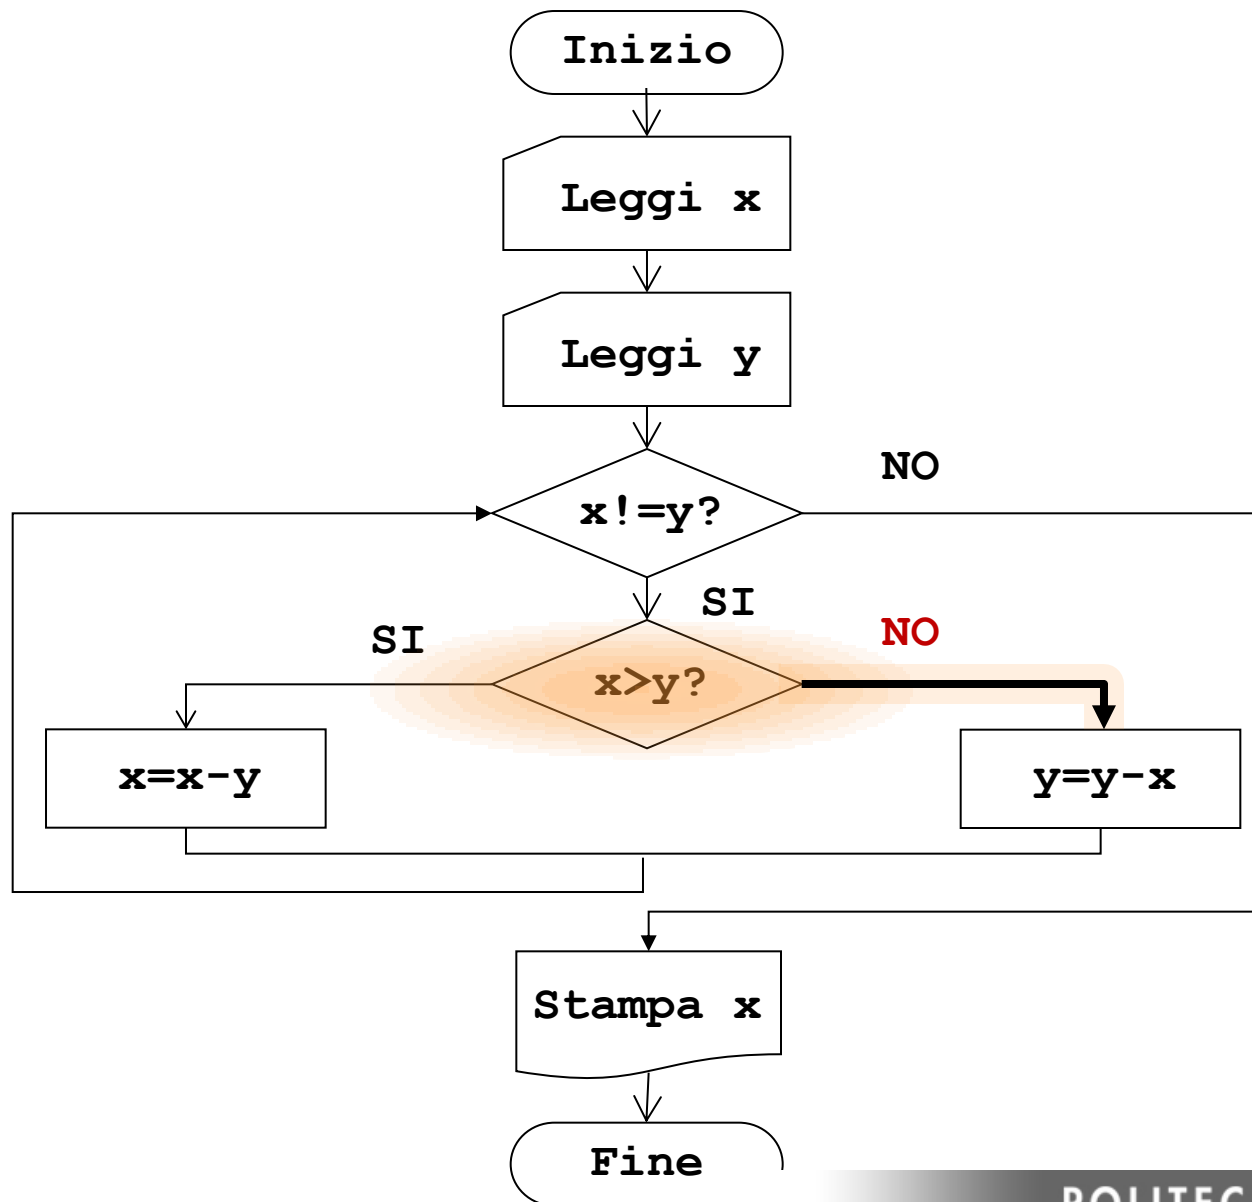 Inizio
Leggi x
Leggi y
NO
x!=y?
SI
SI
NO
x>y?
x=x-y
y=y-x
Stampa x
Fine